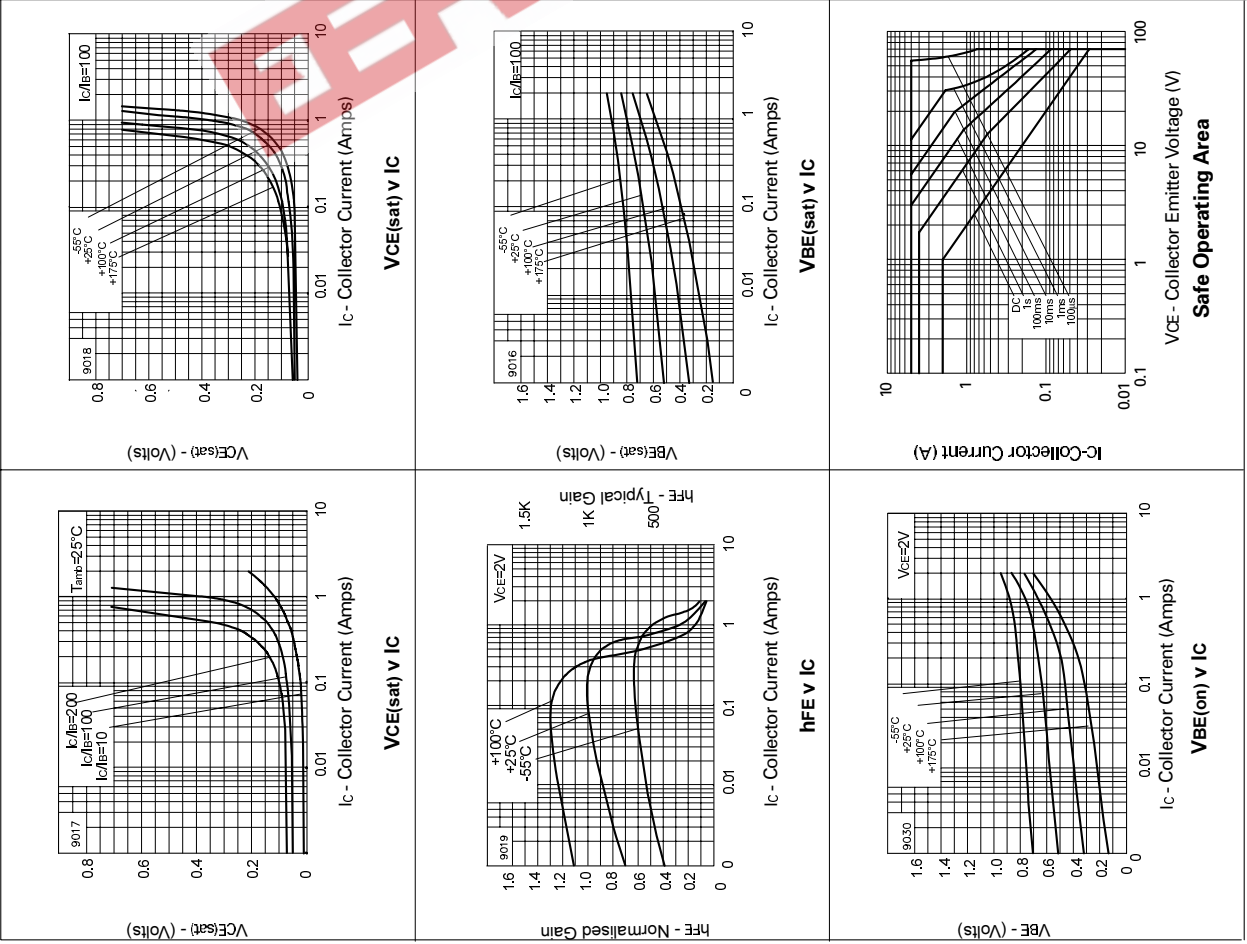 VCE(sat) - (Volts)
0.8
0.6
0.4
0.2
0
9017
IC/IB=200
IC/IB=100
IC/IB=10
Tamb=25°C
0.01
0.1
1
10
IC - Collector Current (Amps)
VCE(sat) v IC
VCE(sat) - (Volts)
0.8
0.6
0.4
0.2
0
9018
-55°C
+25°C
+100°C
+175°C
IC/IB=100
0.01
0.1
1
10
IC - Collector Current (Amps)
VCE(sat) v IC
hFE - Normalised Gain
1.6
1.4
1.2
1.0
0.8
0.6
0.4
0.2
0
9019
+100°C
+25°C
-55°C
VCE=2V
1.5K
1K
500
hFE - Typical Gain
0
0.01
0.1
1
10
IC - Collector Current (Amps)
hFE v IC
VBE(sat) - (Volts)
1.6
1.4
1.2
1.0
0.8
0.6
0.4
0.2
0
9016
-55°C
+25°C
+100°C
+175°C
IC/IB=100
0.01
0.1
1
10
IC - Collector Current (Amps)
VBE(sat) v IC
VBE - (Volts)
1.6
1.4
1.2
1.0
0.8
0.6
0.4
0.2
0
9030
-55°C
+25°C
+100°C
+175°C
VCE=2V
0
0.01
0.1
1
10
IC - Collector Current (Amps)
VBE(on) v IC
IC-Collector Current (A)
10
1
0.1
0.01
DC
1s
100ms
10ms
1ms
100µs
0.1
1
10
100
VCE - Collector Emitter Voltage (V)
Safe Operating Area